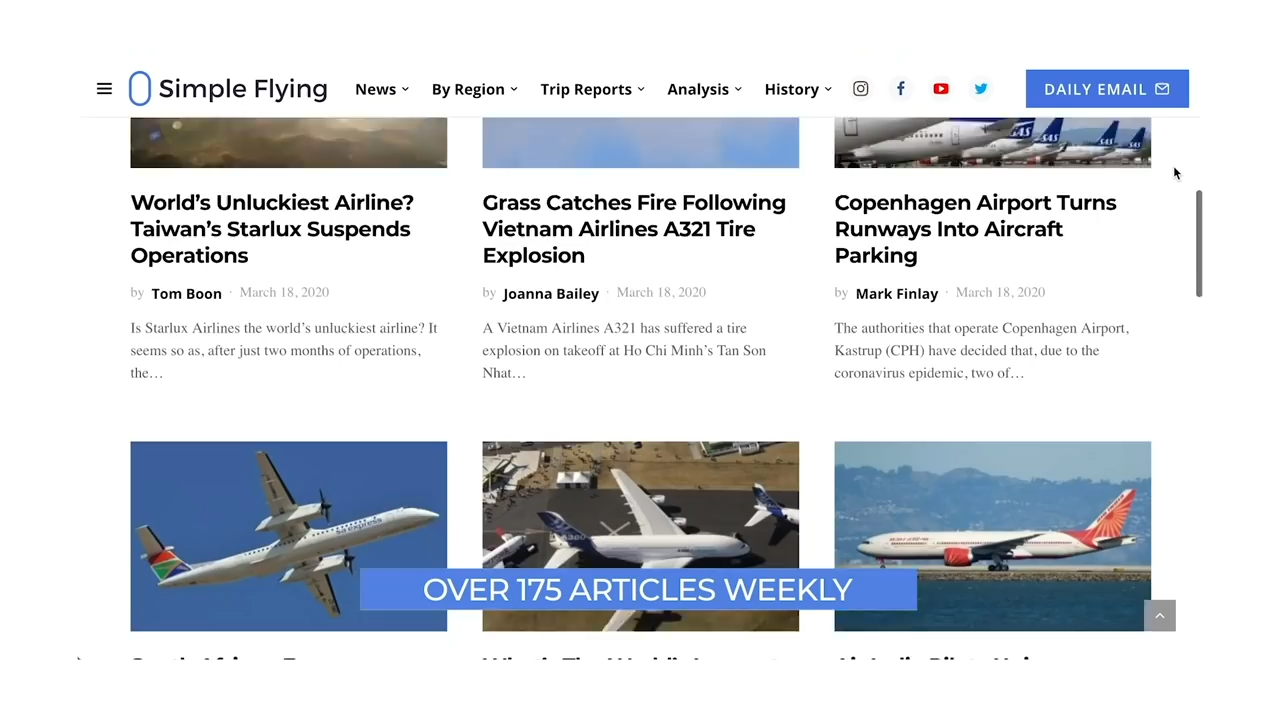 Simple Flying
News
By Region
Trip Reports
Analysis
History
DAILY EMAIL
World's Unluckiest Airline?
Taiwan's Starlux Suspends
Operations
by Tom Boon · March 18, 2020
Is Starlux Airlines the world's unluckiest airline? It
seems so as, after just two months of operations,
the…
Grass Catches Fire Following
Vietnam Airlines A321 Tire
Explosion
by Joanna Bailey · March 18, 2020
A Vietnam Airlines A321 has suffered a tire
explosion on takeoff at Ho Chi Minh's Tan Son
Nhat…
Copenhagen Airport Turns
Runways Into Aircraft
Parking
by Mark Finlay · March 18, 2020
The authorities that operate Copenhagen Airport,
Kastrup (CPH) have decided that, due to the
coronavirus epidemic, two of…
SAS
OVER 175 ARTICLES WEEKLY